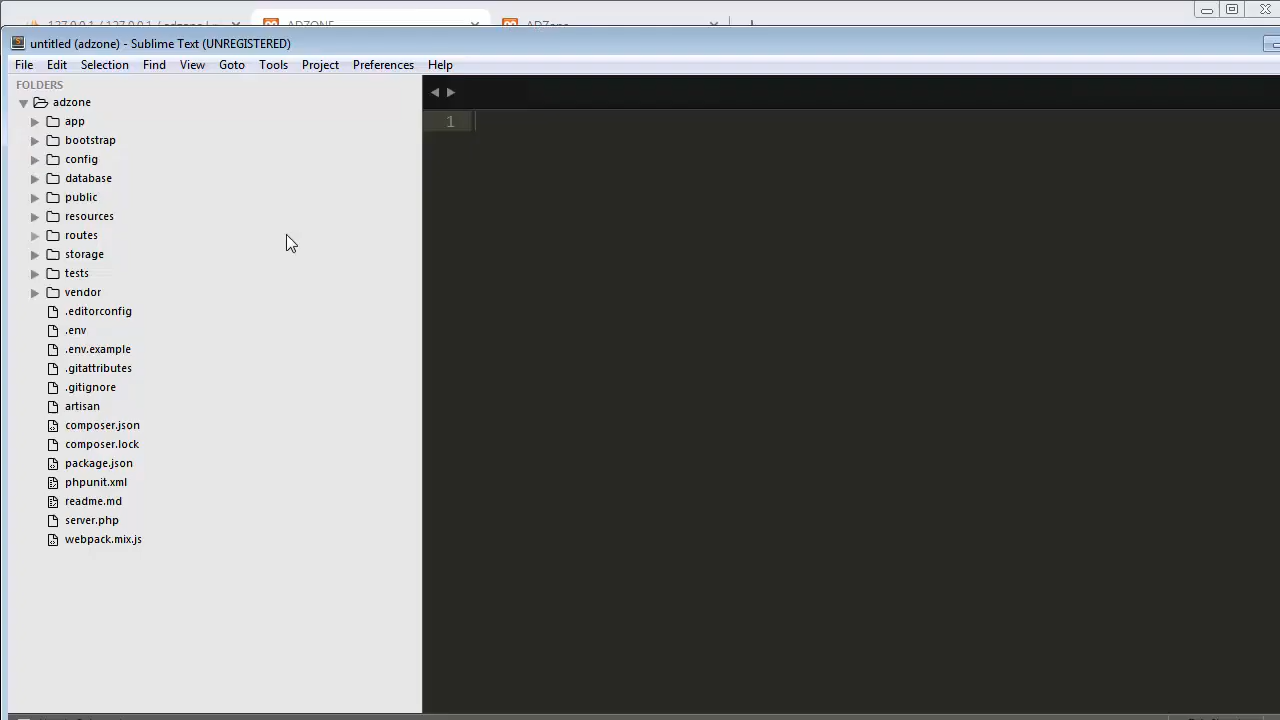 untitled (adzone) - Sublime Text (UNREGISTERED)
File Edit Selection Find View Goto Tools Project Preferences Help
FOLDERS
adzone
1
app
bootstrap
config
database
public
resources
routes
storage
tests
vendor
.editorconfig
.env
.env.example
.gitattributes
.gitignore
artisan
composer.json
composer.lock
package.json
phpunit.xml
readme.md
server.php
webpack.mix.js